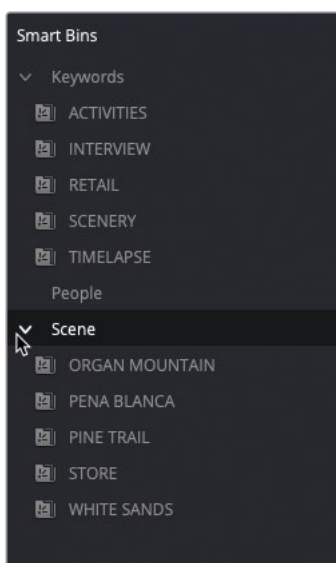 Smart Bins
Keywords
ACTIVITIES
INTERVIEW
RETAIL
SCENERY
TIMELAPSE
People
Scene
ORGAN MOUNTAIN
PENA BLANCA
PINE TRAIL
STORE
WHITE SANDS